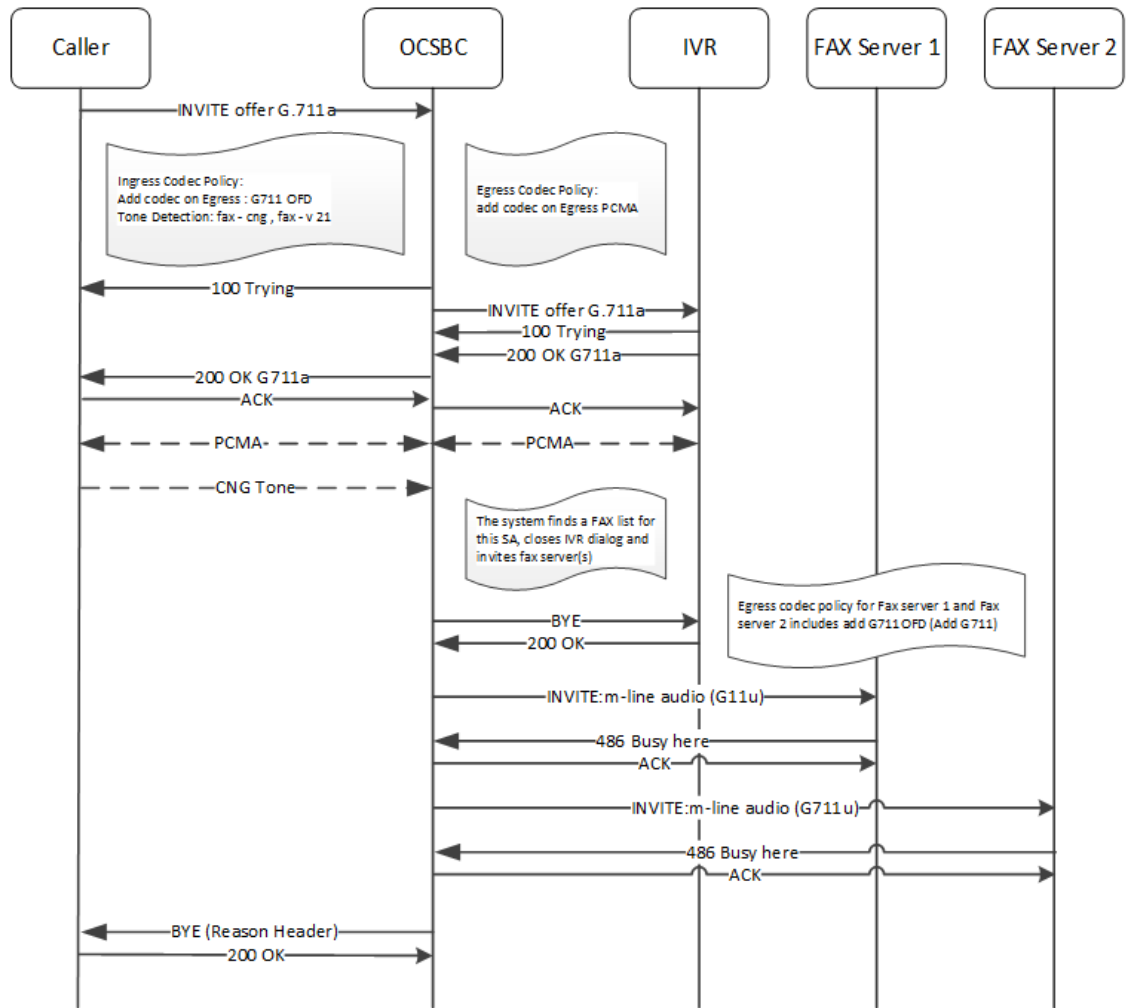 Caller
OCSBC
IVR
FAX Server 1
FAX Server 2
INVITE offer G.711a
Ingress Codec Policy:
Add codec on Egress : G711 OFD
Tone Detection: fax - cng , fax - v 21
Egress Codec Policy:
add codec on Egress PCMA
100 Trying
INVITE offer G.711a
100 Trying
200 OK G711a
200 OK G711a
ACK
ACK
PCMA
PCMA
CNG Tone
The system finds a FAX list for
this SA, closes IVR dialog and
invites fax server(s)
Egress codec policy for Fax server 1 and Fax
server 2 includes add G711 OFD (Add G711)
BYE
200 OK
INVITE:m-line audio (G11u)
486 Busy here
ACK
INVITE:m-line audio (G711u)
486 Busy here
ACK
BYE (Reason Header)
200 OK